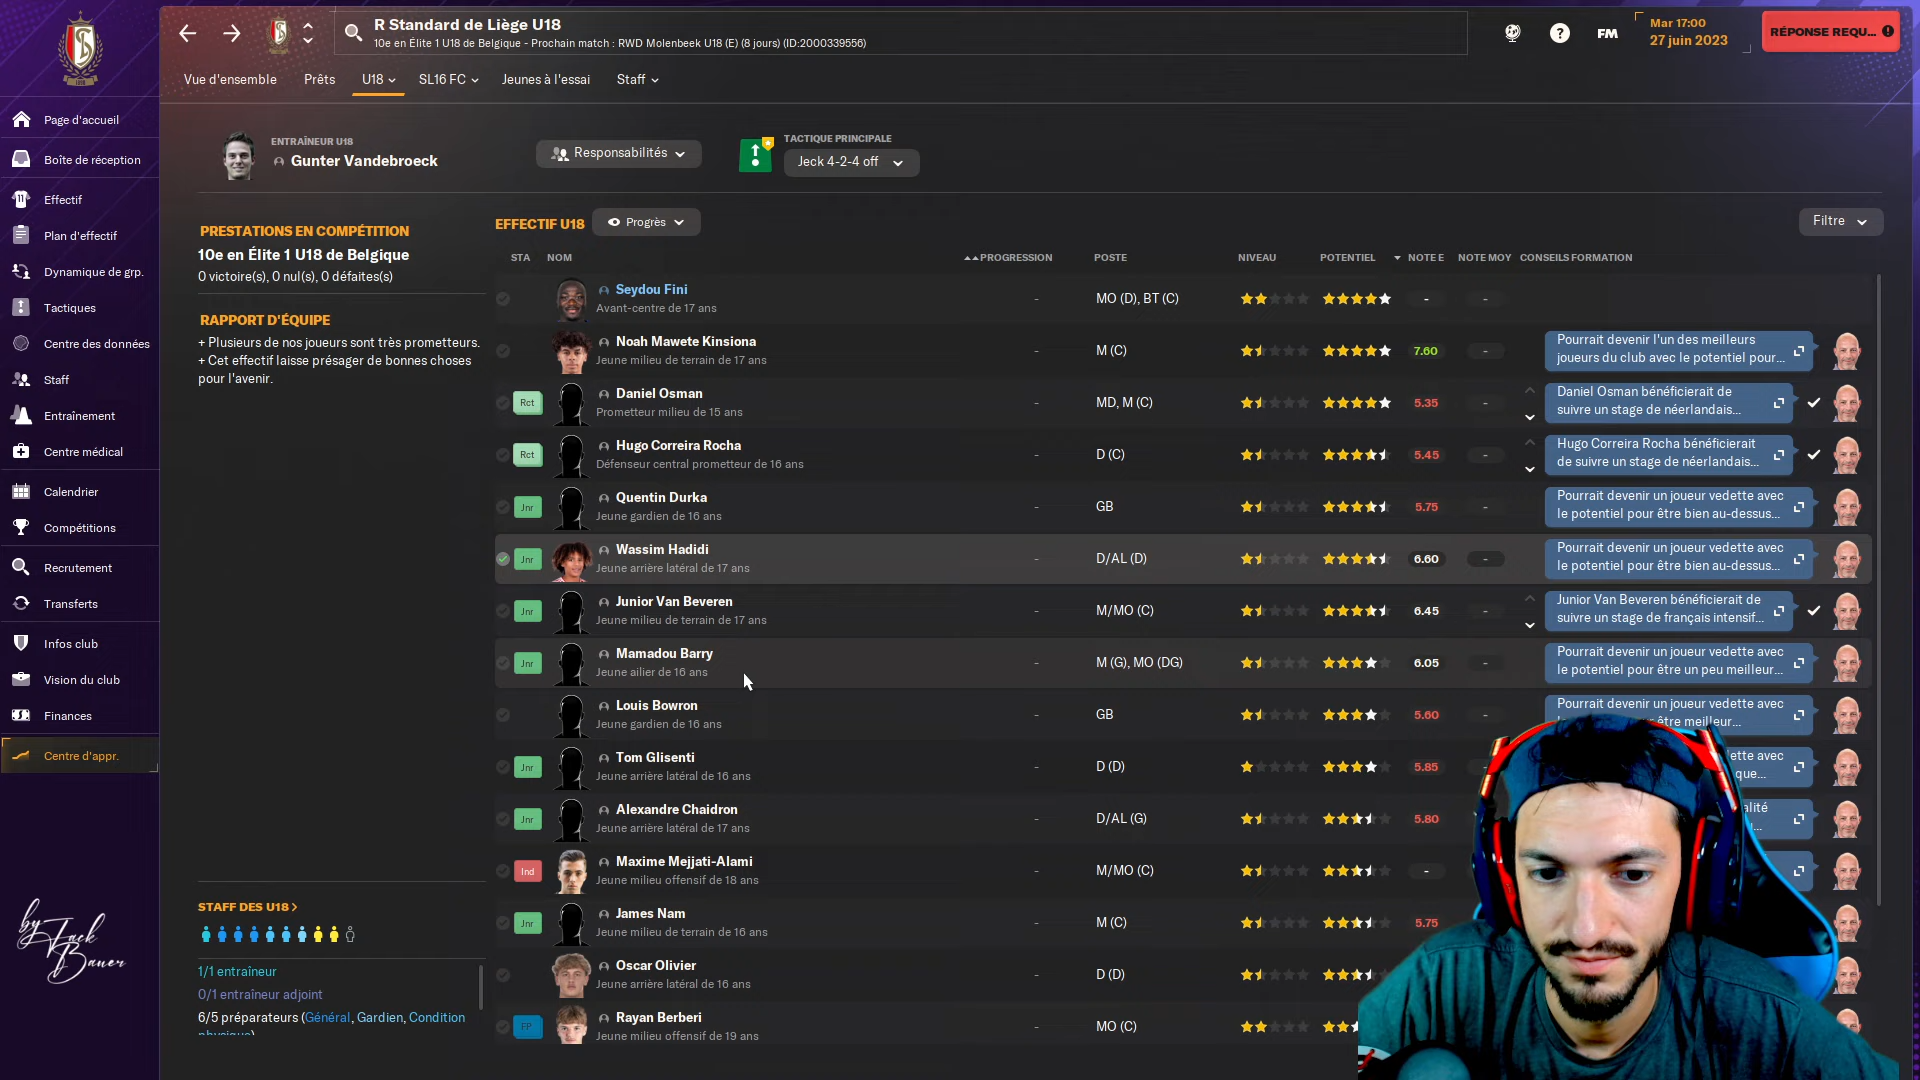 R Standard de Liège U18
10e en Élite 1 U18 de Belgique - Prochain match : RWD Molenbeek U18 (E) (8 jours) (ID:2000339556)
FM
Mar 17:00
27 juin 2023
RÉPONSE REQU...
Vue d'ensemble
Prêts
U18
SL16 FC
Jeunes à l'essai
Staff
Page d'accueil
Boîte de réception
Effectif
Plan d'effectif
Dynamique de grp.
Tactiques
Centre des données
Staff
Entraînement
Centre médical
Calendrier
Compétitions
Recrutement
Transferts
Infos club
Vision du club
Finances
Centre d'appr.
by Jack Bauer
ENTRAÎNEUR U18
Gunter Vandebroeck
Responsabilités
TACTIQUE PRINCIPALE
Jeck 4-2-4 off
PRESTATIONS EN COMPÉTITION
10e en Élite 1 U18 de Belgique
0 victoire(s), 0 nul(s), 0 défaites(s)
RAPPORT D'ÉQUIPE
+ Plusieurs de nos joueurs sont très prometteurs.
+ Cet effectif laisse présager de bonnes choses
pour l'avenir.
STAFF DES U18
1/1 entraîneur
0/1 entraîneur adjoint
6/5 préparateurs (Général, Gardien, Condition
physique)
EFFECTIF U18
Progrès
Filtre
STA NOM PROGRESSION POSTE NIVEAU POTENTIEL NOTE E NOTE MOY CONSEILS FORMATION
Seydou Fini
Avant-centre de 17 ans
- MO (D), BT (C) - -
Noah Mawete Kinsiona
Jeune milieu de terrain de 17 ans
- M (C) 7.60 -
Pourrait devenir l'un des meilleurs
joueurs du club avec le potentiel pour...
Rct
Daniel Osman
Prometteur milieu de 15 ans
- MD, M (C) 5.35 -
Daniel Osman bénéficierait de
suivre un stage de néerlandais...
Rct
Hugo Correira Rocha
Défenseur central prometteur de 16 ans
- D (C) 5.45 -
Hugo Correira Rocha bénéficierait
de suivre un stage de néerlandais...
Jnr
Quentin Durka
Jeune gardien de 16 ans
- GB 5.75 -
Pourrait devenir un joueur vedette avec
le potentiel pour être bien au-dessus...
Jnr
Wassim Hadidi
Jeune arrière latéral de 17 ans
- D/AL (D) 6.60 -
Pourrait devenir un joueur vedette avec
le potentiel pour être bien au-dessus...
Jnr
Junior Van Beveren
Jeune milieu de terrain de 17 ans
- M/MO (C) 6.45 -
Junior Van Beveren bénéficierait de
suivre un stage de français intensif...
Jnr
Mamadou Barry
Jeune ailier de 16 ans
- M (G), MO (DG) 6.05 -
Pourrait devenir un joueur vedette avec
le potentiel pour être un peu meilleur...
Louis Bowron
Jeune gardien de 16 ans
- GB 5.60 -
Pourrait devenir un joueur vedette avec
être meilleur...
Jnr
Tom Glisenti
Jeune arrière latéral de 16 ans
- D (D) 5.85 -
vedette avec
que...
Jnr
Alexandre Chaidron
Jeune arrière latéral de 17 ans
- D/AL (G) 5.80
Ind
Maxime Mejjati-Alami
Jeune milieu offensif de 18 ans
- M/MO (C) -
Jnr
James Nam
Jeune milieu de terrain de 16 ans
- M (C) 5.75
Oscar Olivier
Jeune arrière latéral de 16 ans
- D (D)
FP
Rayan Berberi
Jeune milieu offensif de 19 ans
- MO (C)